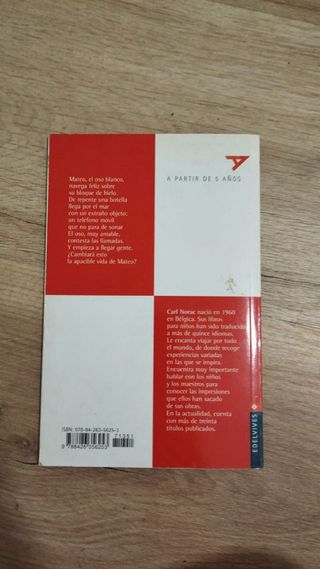 A PARTIR DE 6 AÑOS
Mateo, el oso blanco,
navega feliz sobre
su bloque de hielo.
De repente una botella
llega por el mar
con un extraño objeto:
un teléfono móvil
que no para de sonar
El oso, muy amable,
contesta las llamadas.
Y empieza a llegar gente.
¿Cambiará esto
la apacible vida de Mateo?
Carl Norac nació en 1960
en Bélgica. Sus libros
para niños han sido traducidos
a más de quince idiomas.
Le encanta viajar por todo
el mundo, de donde recoge
experiencias variadas
en las que se inspira.
Encuentra muy importante
hablar con los niños
y los maestros para
conocer las impresiones
que ellos han sacado
de sus obras.
En la actualidad, cuenta
con más de treinta
títulos publicados.
ISBN: 978-84-263-5625-3
71051
9 788426 356253
EDELVIVES